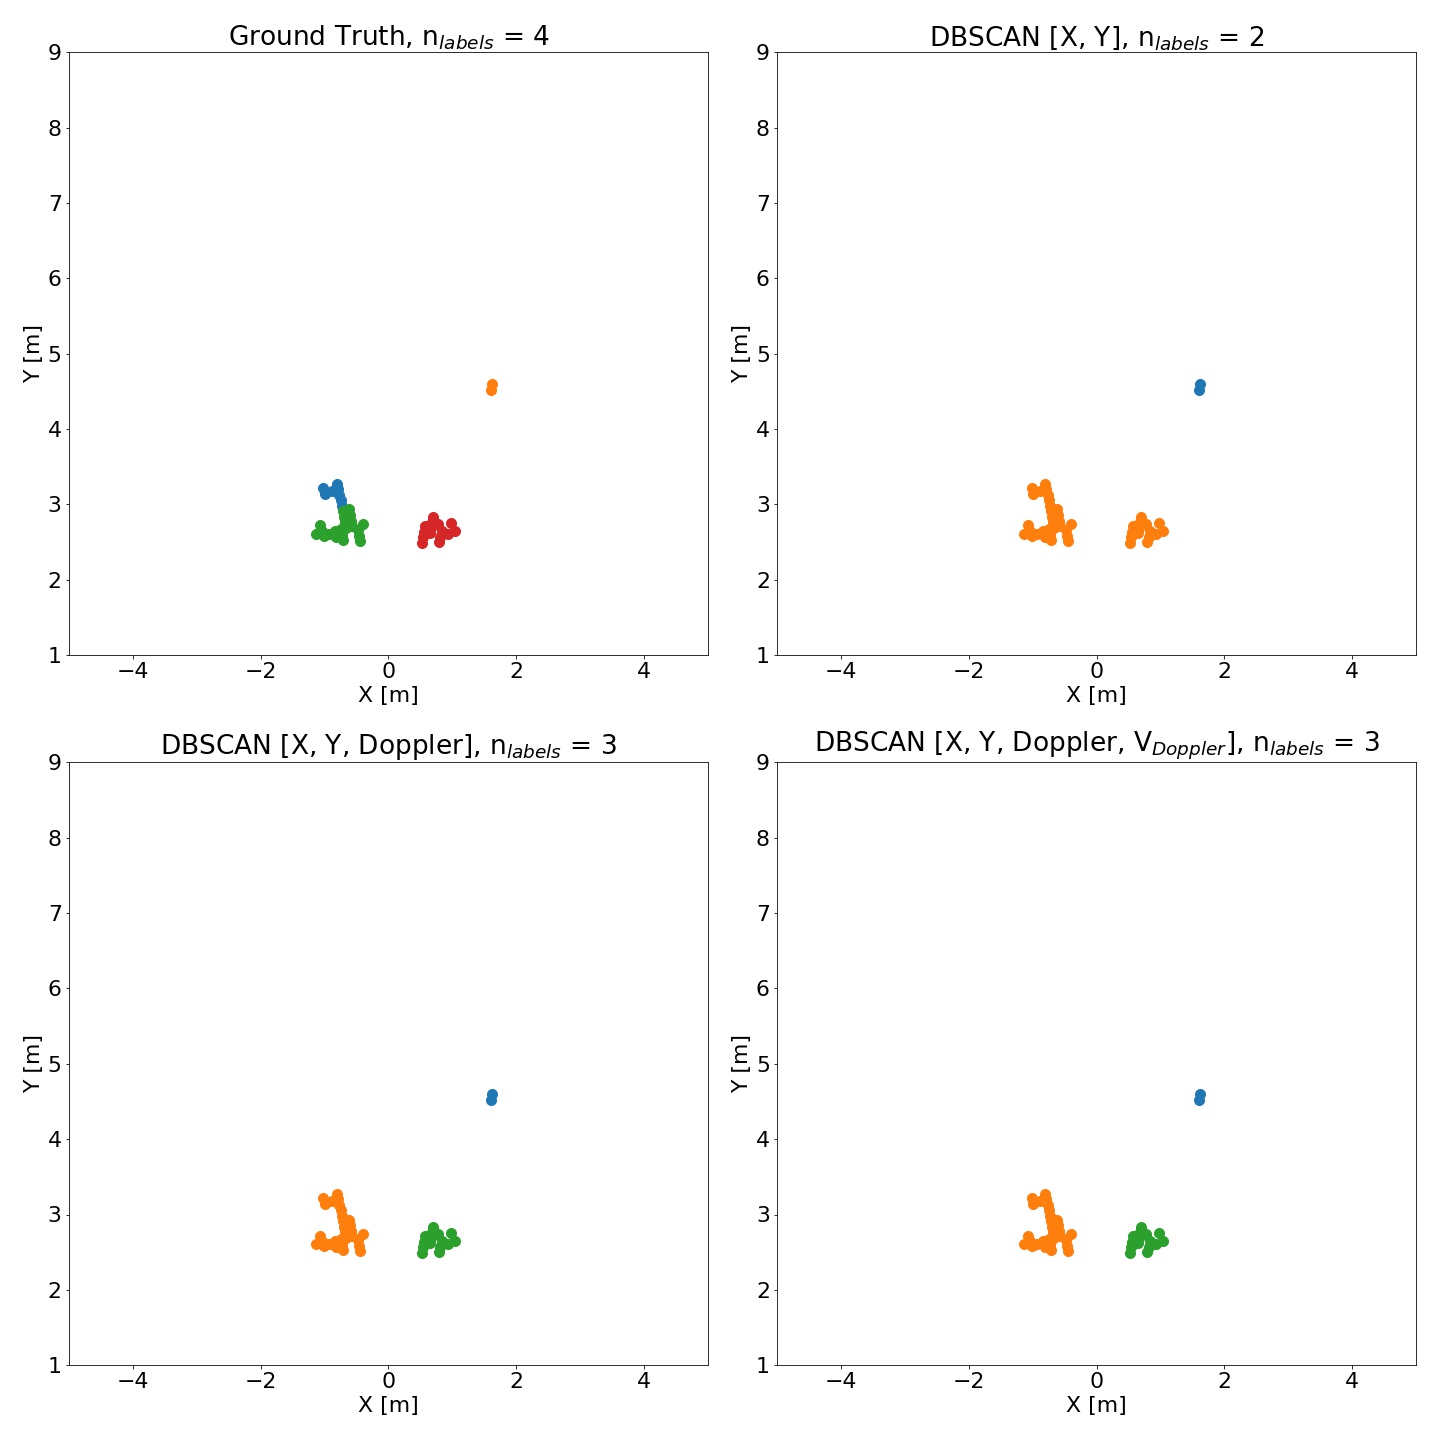 Ground Truth, n_labels = 4
9
8
7
6
5
4
3
2
1
Y [m]
−4 −2 0 2 4
X [m]
DBSCAN [X, Y], n_labels = 2
9
8
7
6
5
4
3
2
1
Y [m]
−4 −2 0 2 4
X [m]
DBSCAN [X, Y, Doppler], n_labels = 3
9
8
7
6
5
4
3
2
1
Y [m]
−4 −2 0 2 4
X [m]
DBSCAN [X, Y, Doppler, V_Doppler], n_labels = 3
9
8
7
6
5
4
3
2
1
Y [m]
−4 −2 0 2 4
X [m]